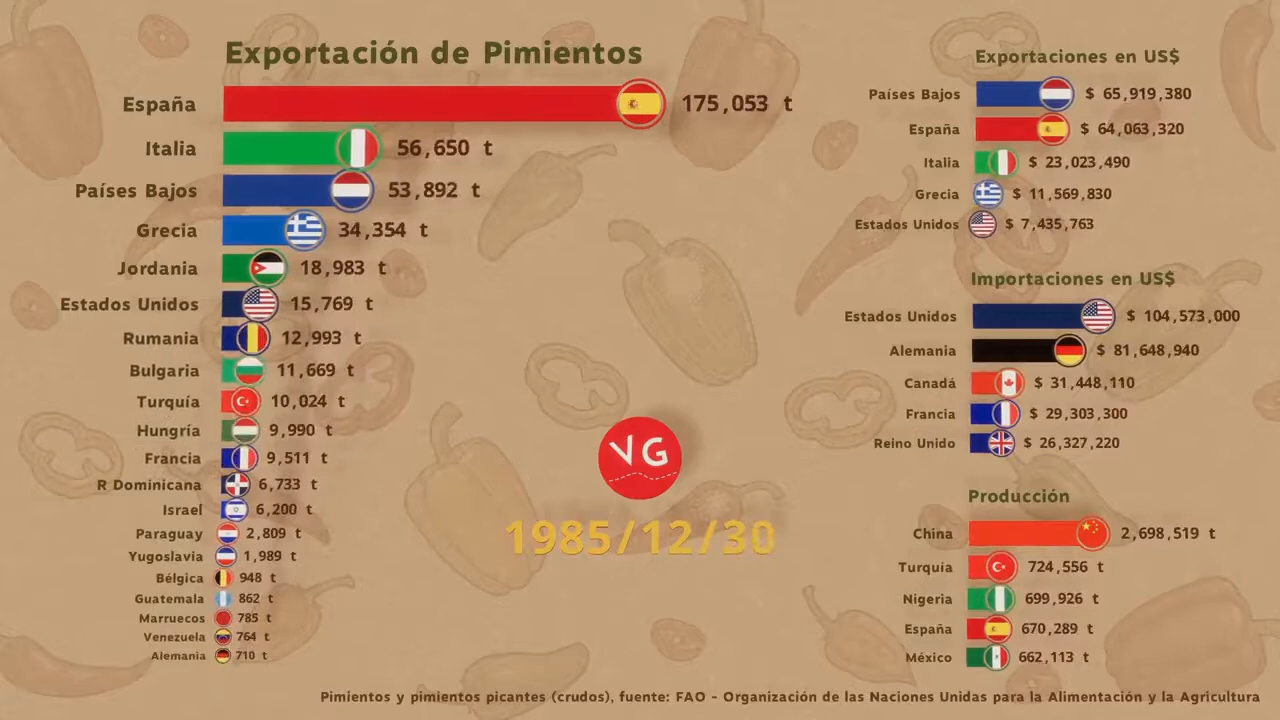 Exportación de Pimientos
España 175,053 t
Italia 56,650 t
Países Bajos 53,892 t
Grecia 34,354 t
Jordania 18,983 t
Estados Unidos 15,769 t
Rumania 12,993 t
Bulgaria 11,669 t
Turquía 10,024 t
Hungría 9,990 t
Francia 9,511 t
R Dominicana 6,733 t
Israel 6,200 t
Paraguay 2,809 t
Yugoslavia 1,989 t
Bélgica 948 t
Guatemala 862 t
Marruecos 785 t
Venezuela 764 t
Alemania 710 t
VG
1985/12/30
Exportaciones en US$
Países Bajos $ 65,919,380
España $ 64,063,320
Italia $ 23,023,490
Grecia $ 11,569,830
Estados Unidos $ 7,435,763
Importaciones en US$
Estados Unidos $ 104,573,000
Alemania $ 81,648,940
Canadá $ 31,448,110
Francia $ 29,303,300
Reino Unido $ 26,327,220
Producción
China 2,698,519 t
Turquía 724,556 t
Nigeria 699,926 t
España 670,289 t
México 662,113 t
Pimientos y pimientos picantes (crudos), fuente: FAO - Organización de las Naciones Unidas para la Alimentación y la Agricultura